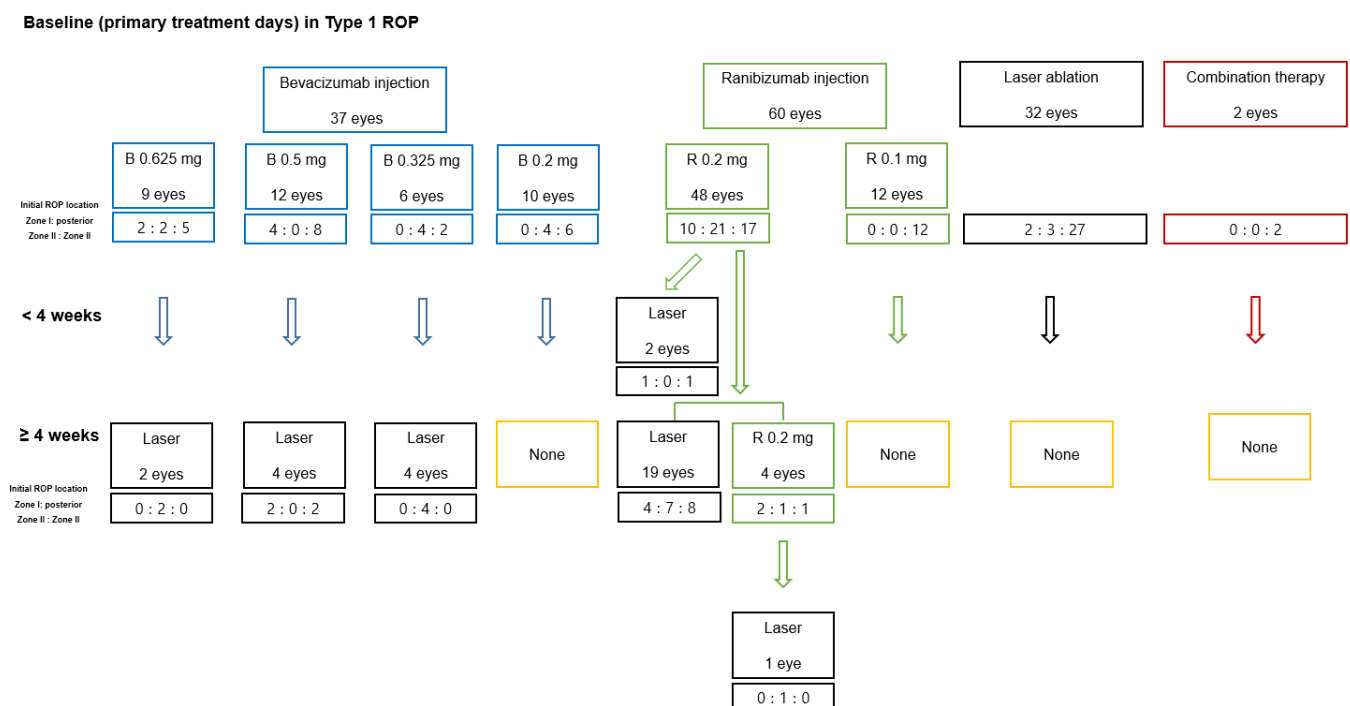 Baseline (primary treatment days) in Type 1 ROP
Bevacizumab injection
37 eyes
Ranibizumab injection
60 eyes
Laser ablation
32 eyes
Combination therapy
2 eyes
B 0.625 mg
9 eyes
B 0.5 mg
12 eyes
B 0.325 mg
6 eyes
B 0.2 mg
10 eyes
R 0.2 mg
48 eyes
R 0.1 mg
12 eyes
Initial ROP location
Zone I: posterior
Zone II : Zone II
2 : 2 : 5
4 : 0 : 8
0 : 4 : 2
0 : 4 : 6
10 : 21 : 17
0 : 0 : 12
2 : 3 : 27
0 : 0 : 2
< 4 weeks
Laser
2 eyes
1 : 0 : 1
≥ 4 weeks
Laser
2 eyes
Laser
4 eyes
Laser
4 eyes
None
Laser
19 eyes
R 0.2 mg
4 eyes
None
None
None
Initial ROP location
Zone I: posterior
Zone II : Zone II
0 : 2 : 0
2 : 0 : 2
0 : 4 : 0
4 : 7 : 8
2 : 1 : 1
Laser
1 eye
0 : 1 : 0